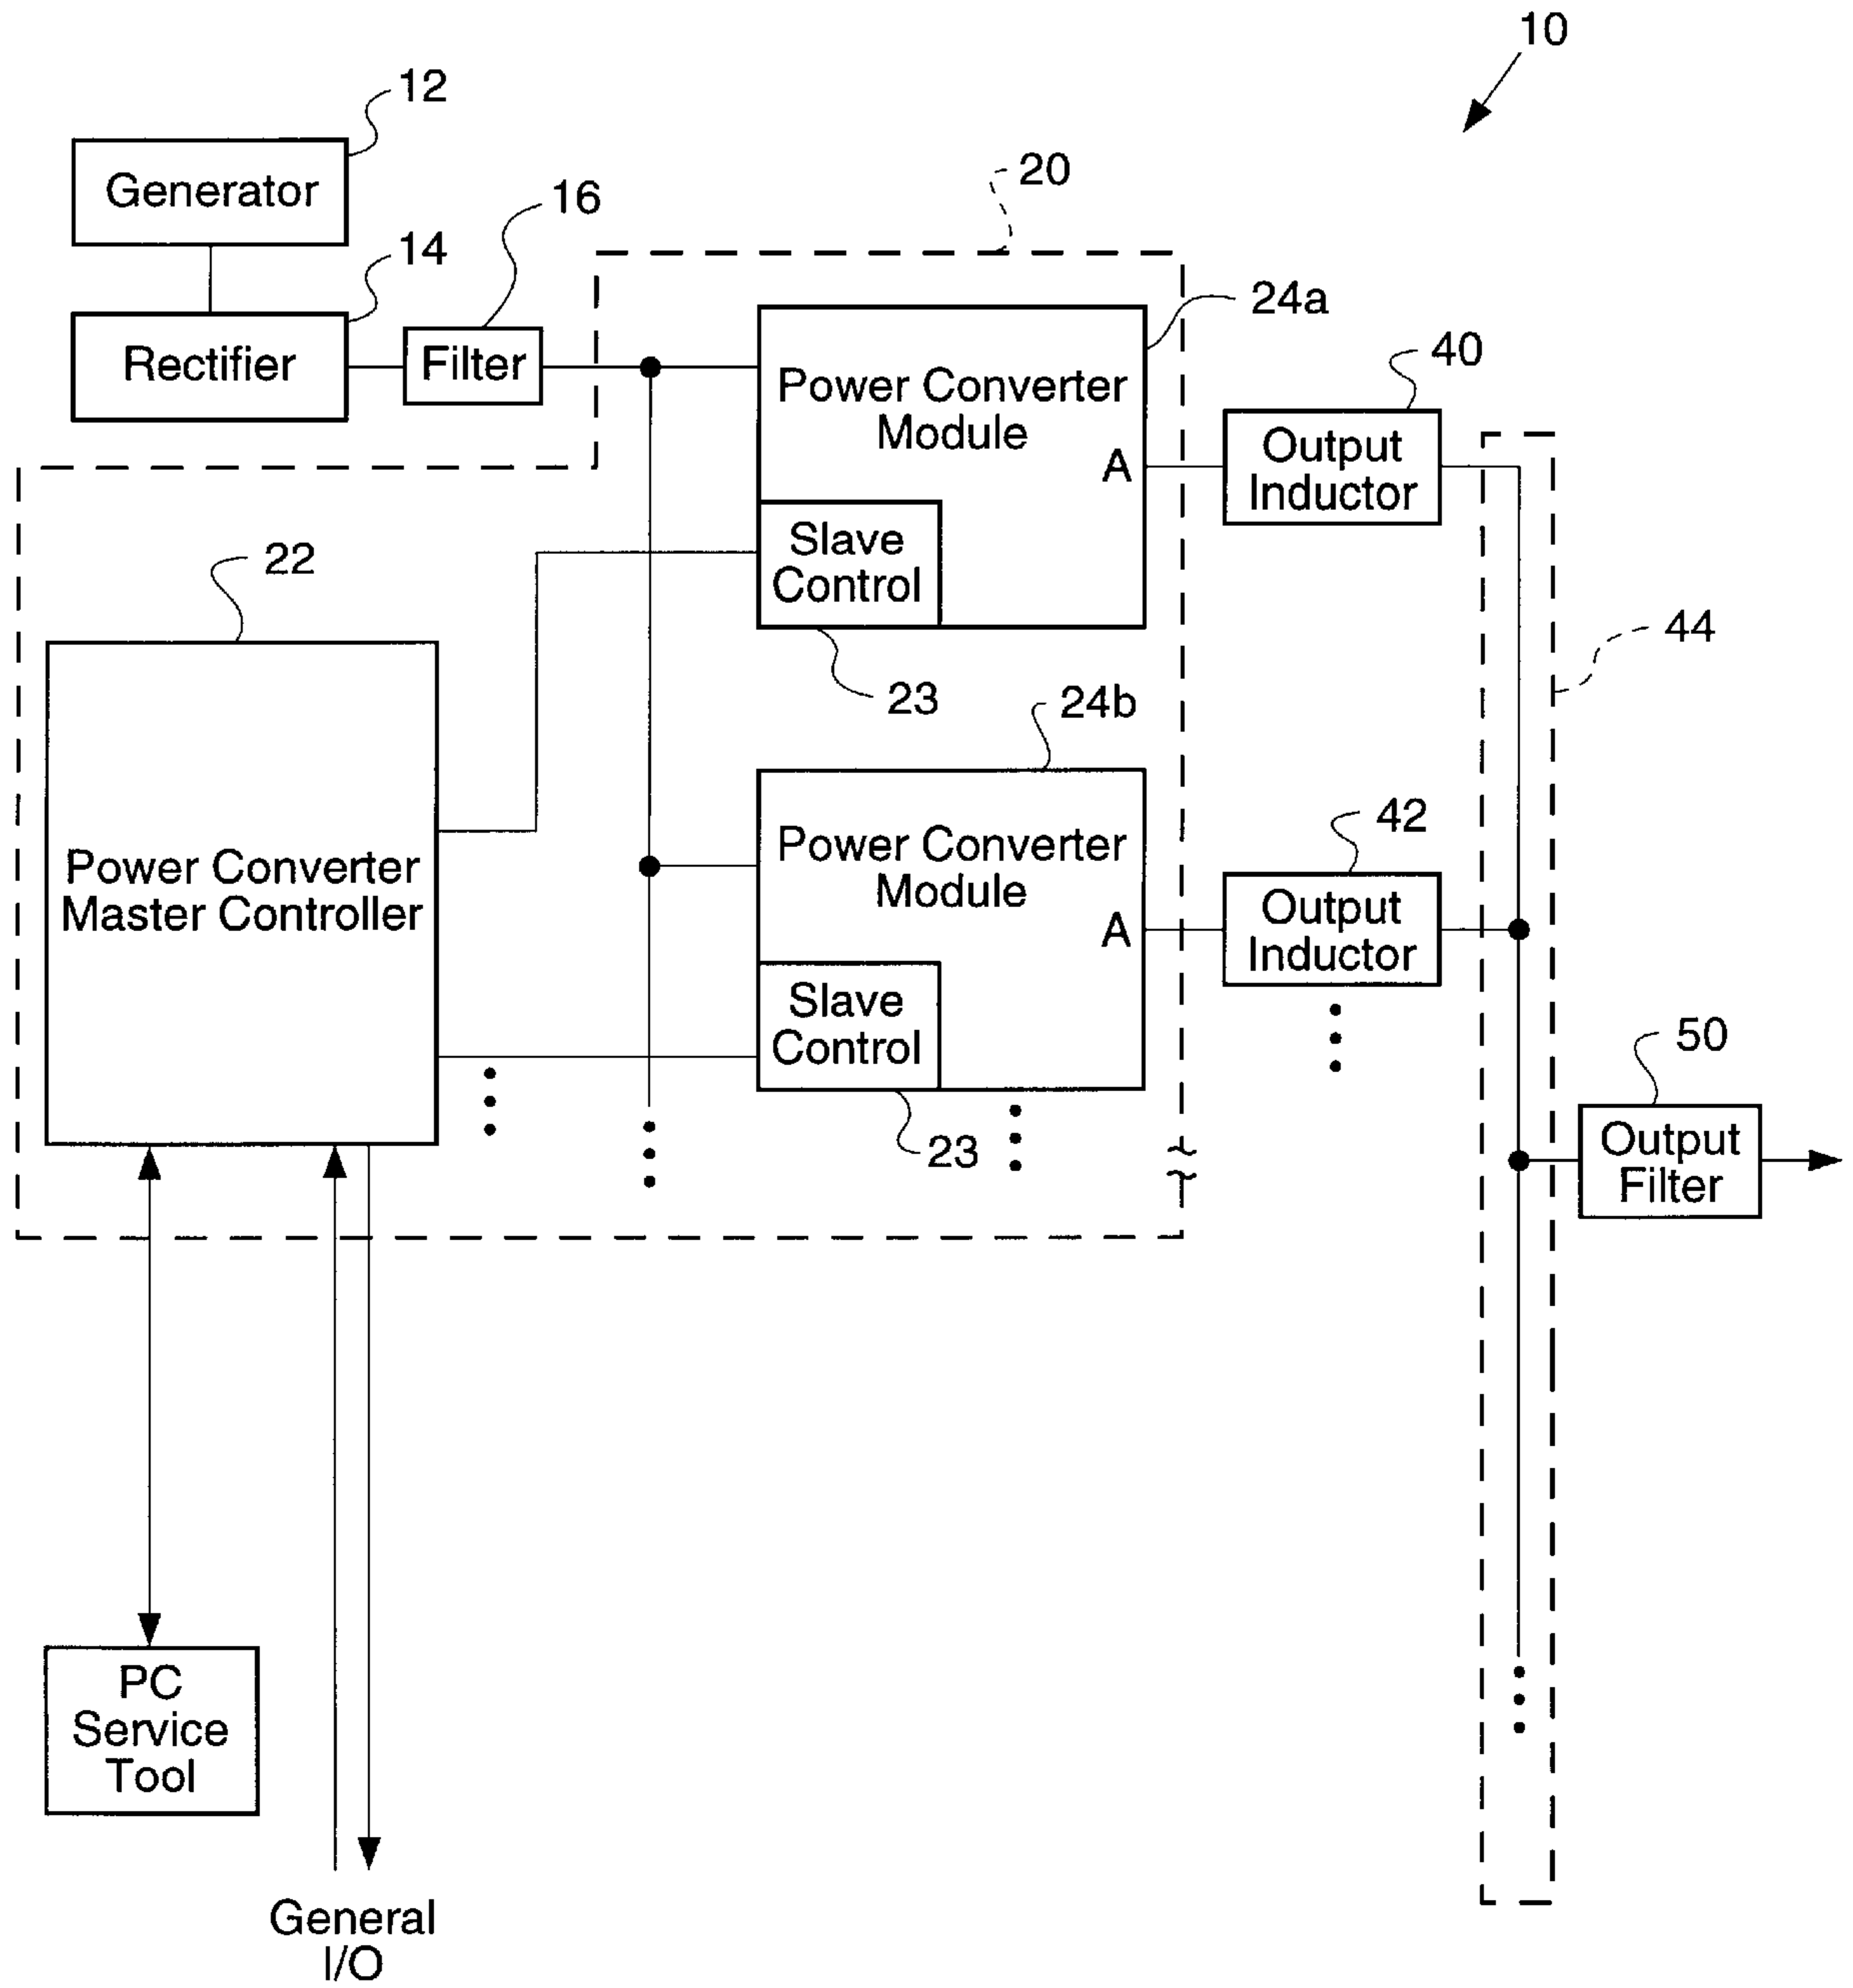 10
12
Generator
20
16
14
24a
Rectifier
Filter
Power Converter
Module
A
40
Output
Inductor
Slave
Control
22
23
44
24b
Power Converter
Master Controller
Power Converter
Module
A
42
Output
Inductor
Slave
Control
23
50
Output
Filter
PC
Service
Tool
General
I/O